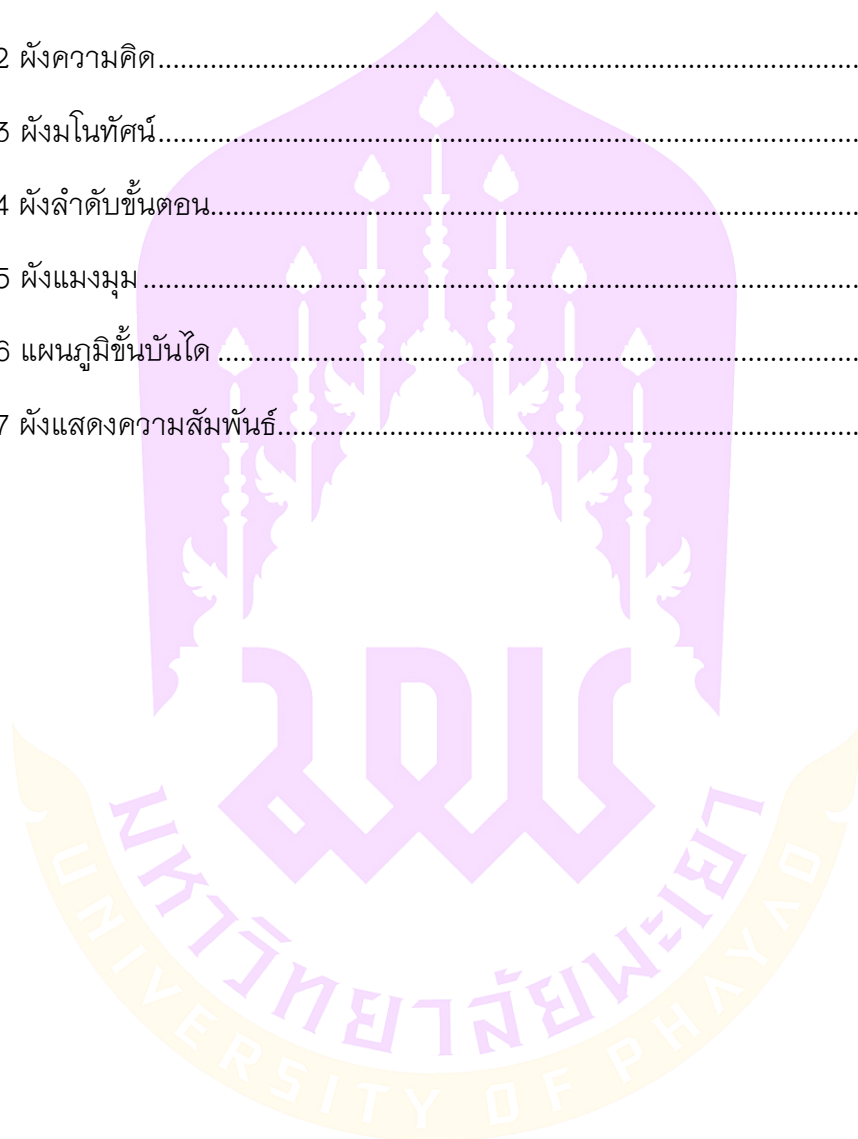 2 ผังความคิด........................................................................................................
3 ผังมโนทัศน์........................................................................................................
4 ผังลำดับขั้นตอน................................................................................................
5 ผังแมงมุม..........................................................................................................
6 แผนภูมิขั้นบันได................................................................................................
7 ผังแสดงความสัมพันธ์.......................................................................................
มหาวิทยาลัยพะเยา
UNIVERSITY OF PHAYAO